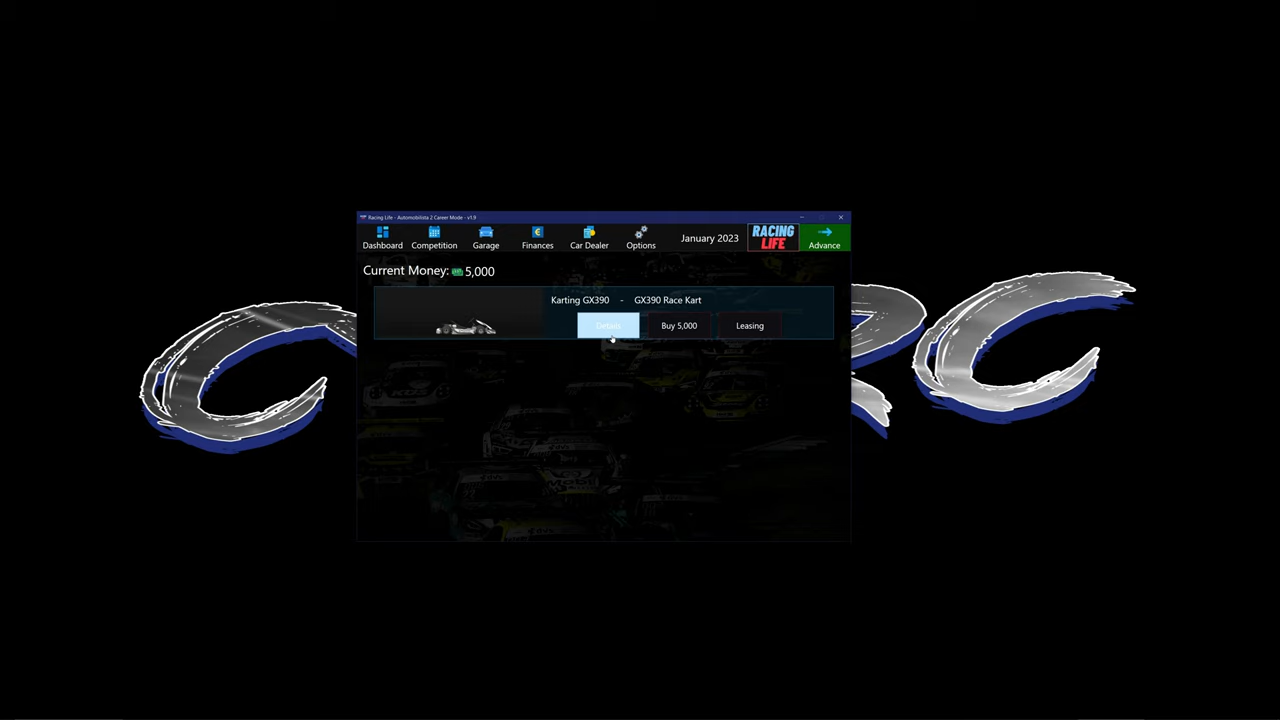 Racing Life - Automobilista 2 Career Mode - v1.9
Dashboard Competition Garage Finances Car Dealer Options January 2023 RACING LIFE Advance
Current Money: 5,000
Karting GX390 - GX390 Race Kart
Details Buy 5,000 Leasing